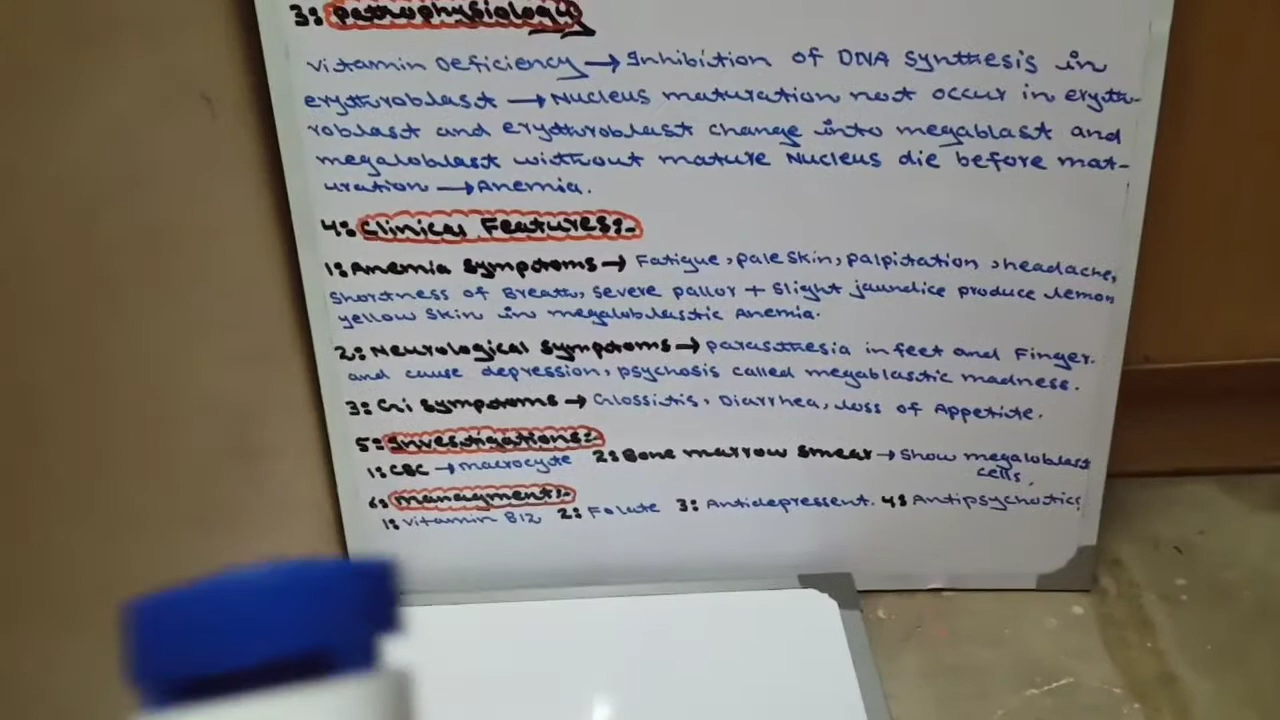 3: Pathophysiology
Vitamin Deficiency → Inhibition of DNA Synthesis in
erythroblast → Nucleus maturation not occur in eryth-
roblast and erythroblast change into megablast and
megaloblast without mature Nucleus die before mat-
uration → Anemia.
4: Clinical Features:-
1: Anemia Symptoms → Fatigue, pale Skin, palpitation, headache,
Shortness of Breath, severe pallor + Slight jaundice produce lemon
yellow Skin in megaloblastic Anemia.
2: Neurological Symptoms → parasthesia in feet and Finger.
and cause depression, psychosis called megablastic madness.
3: Gi Symptoms → Glossitis, Diarrhea, loss of Appetite.
5: Investigations:-
1: CBC → macrocyte 2: Bone marrow smear → Show megaloblast
cells.
6: managment:-
1: Vitamin B12 2: Folate 3: Antidepressent. 4: Antipsychotics